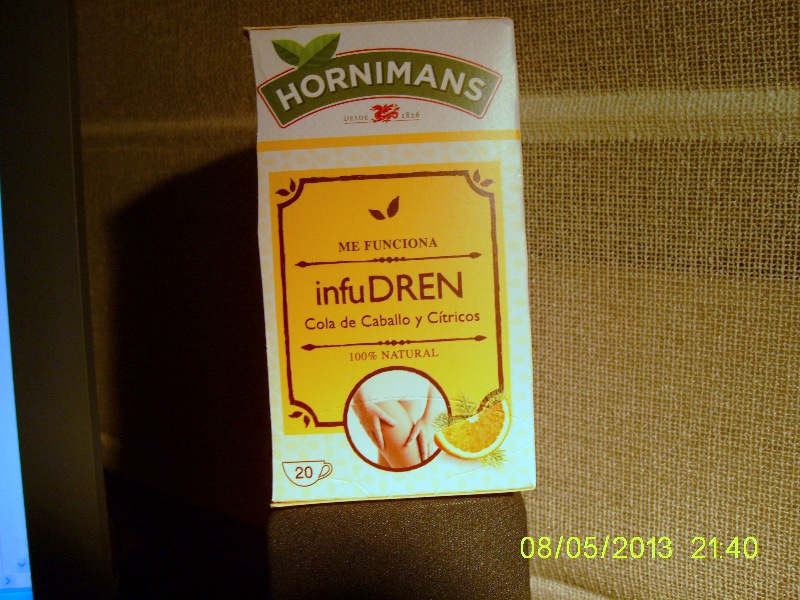 HORNIMANS
DESDE 1826
ME FUNCIONA
infuDREN
Cola de Caballo y Cítricos
100% NATURAL
20
08/05/2013 21:40